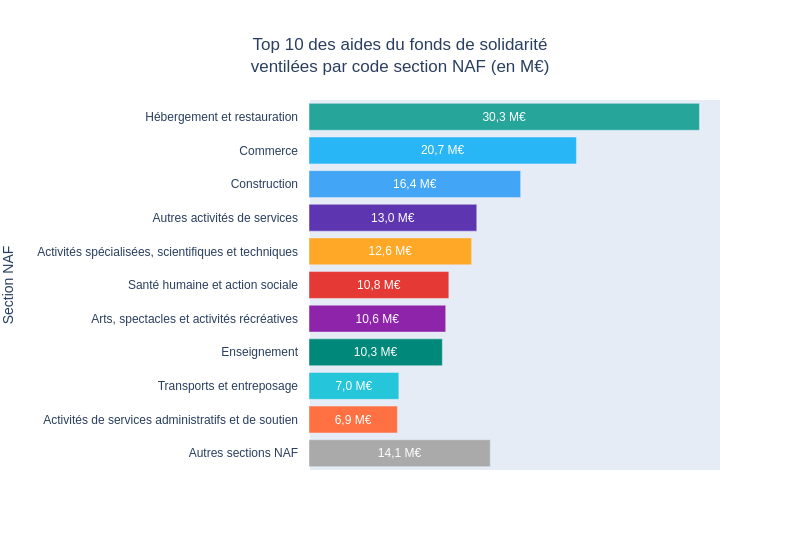 Top 10 des aides du fonds de solidarité
ventilées par code section NAF (en M€)
Section NAF
Hébergement et restauration 30,3 M€
Commerce 20,7 M€
Construction 16,4 M€
Autres activités de services 13,0 M€
Activités spécialisées, scientifiques et techniques 12,6 M€
Santé humaine et action sociale 10,8 M€
Arts, spectacles et activités récréatives 10,6 M€
Enseignement 10,3 M€
Transports et entreposage 7,0 M€
Activités de services administratifs et de soutien 6,9 M€
Autres sections NAF 14,1 M€